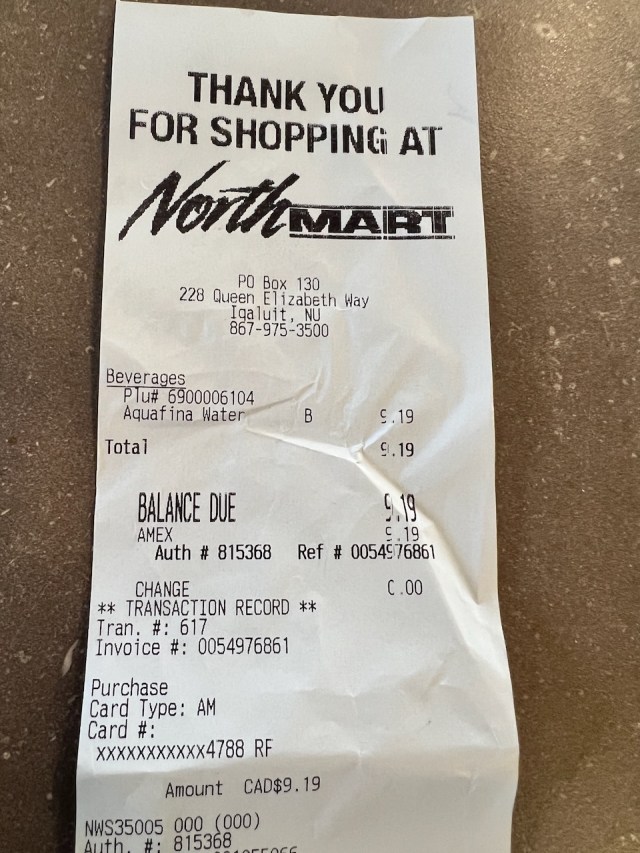 THANK YOU
FOR SHOPPING AT
North MART
PO Box 130
228 Queen Elizabeth Way
Iqaluit, NU
867-975-3500
Beverages
Plu# 6900006104
Aquafina Water B 9.19
Total 9.19
BALANCE DUE 9.19
AMEX 9.19
Auth # 815368 Ref # 0054976861
CHANGE 0.00
** TRANSACTION RECORD **
Tran. #: 617
Invoice #: 0054976861
Purchase
Card Type: AM
Card #:
XXXXXXXXXXX4788 RF
Amount CAD$9.19
NWS35005 000 (000)
Auth. #: 815368